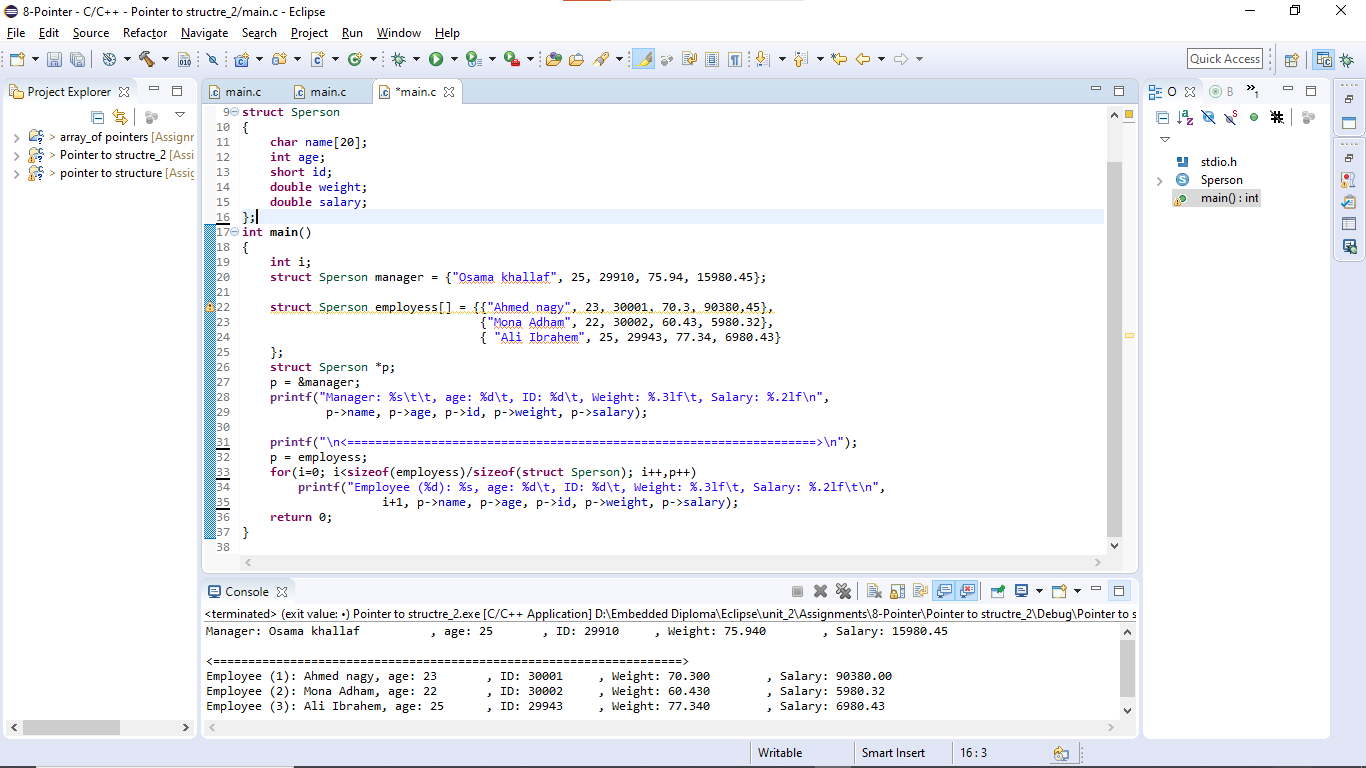 8-Pointer - C/C++ - Pointer to structre_2/main.c - Eclipse
File Edit Source Refactor Navigate Search Project Run Window Help
Quick Access
Project Explorer
> array_of pointers [Assignr
> Pointer to structre_2 [Assi
> pointer to structure [Assig
main.c main.c *main.c
9 struct Sperson
10 {
11 char name[20];
12 int age;
13 short id;
14 double weight;
15 double salary;
16 };
17 int main()
18 {
19 int i;
20 struct Sperson manager = {"Osama khallaf", 25, 29910, 75.94, 15980.45};
21
22 struct Sperson employess[] = {{"Ahmed nagy", 23, 30001, 70.3, 90380,45},
23 {"Mona Adham", 22, 30002, 60.43, 5980.32},
24 { "Ali Ibrahem", 25, 29943, 77.34, 6980.43}
25 };
26 struct Sperson *p;
27 p = &manager;
28 printf("Manager: %s\t\t, age: %d\t, ID: %d\t, Weight: %.3lf\t, Salary: %.2lf\n",
29 p->name, p->age, p->id, p->weight, p->salary);
30
31 printf("\n<===================================================================>\n");
32 p = employess;
33 for(i=0; i<sizeof(employess)/sizeof(struct Sperson); i++,p++)
34 printf("Employee (%d): %s, age: %d\t, ID: %d\t, Weight: %.3lf\t, Salary: %.2lf\t\n",
35 i+1, p->name, p->age, p->id, p->weight, p->salary);
36 return 0;
37 }
38
O B »1
stdio.h
Sperson
main() : int
Console
<terminated> (exit value: •) Pointer to structre_2.exe [C/C++ Application] D:\Embedded Diploma\Eclipse\unit_2\Assignments\8-Pointer\Pointer to structre_2\Debug\Pointer to s
Manager: Osama khallaf , age: 25 , ID: 29910 , Weight: 75.940 , Salary: 15980.45
<===================================================================>
Employee (1): Ahmed nagy, age: 23 , ID: 30001 , Weight: 70.300 , Salary: 90380.00
Employee (2): Mona Adham, age: 22 , ID: 30002 , Weight: 60.430 , Salary: 5980.32
Employee (3): Ali Ibrahem, age: 25 , ID: 29943 , Weight: 77.340 , Salary: 6980.43
Writable Smart Insert 16 : 3